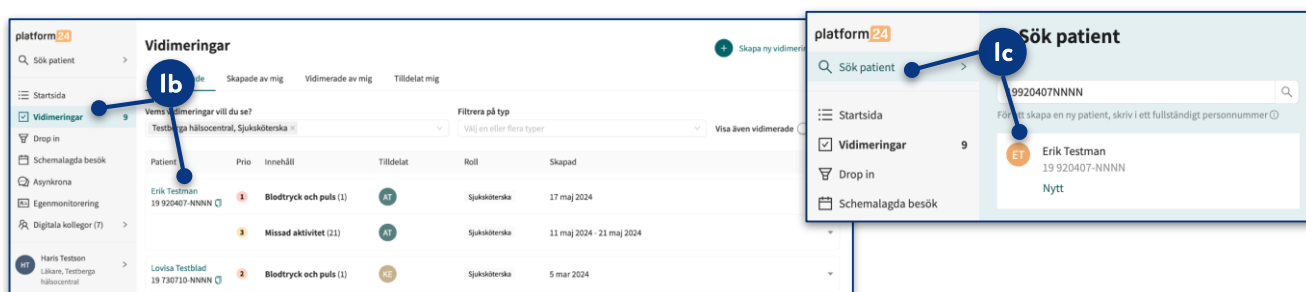 platform24
Sök patient
Startsida
Vidimeringar 9
Drop in
Schemalagda besök
Asynkrona
Egenmonitorering
Digitala kollegor (7)
HT
Haris Testson
Läkare, Testberga
hälsocentral
Vidimeringar
Skapa ny
Skapade av mig Vidimerade av mig Tilldelat mig
1b
Vems vidimeringar vill du se?
Testberga hälsocentral, Sjuksköterska ×
Filtrera på typ
Välj en eller flera typer
Visa även vidimerade
Patient Prio Innehåll Tilldelat Roll Skapad
Erik Testman
19 920407-NNNN 1 Blodtryck och puls (1) AT Sjuksköterska 17 maj 2024
3 Missad aktivitet (21) AT Sjuksköterska 11 maj 2024 - 21 maj 2024
Lovisa Testblad
19 730710-NNNN 2 Blodtryck och puls (1) KE Sjuksköterska 5 mar 2024
platform24
Sök patient
Startsida
Vidimeringar 9
Drop in
Schemalagda besök
1c
Sök patient
19920407NNNN
För att skapa en ny patient, skriv i ett fullständigt personnummer
ET
Erik Testman
19 920407-NNNN
Nytt